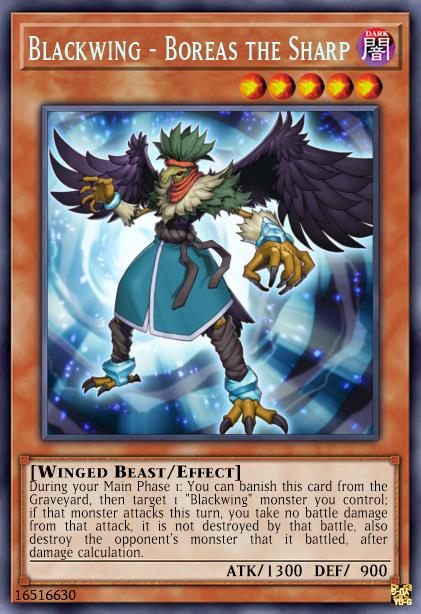 BLACKWING - BOREAS THE SHARP
DARK
闇
[WINGED BEAST/EFFECT]
During your Main Phase 1: You can banish this card from the
Graveyard, then target 1 "Blackwing" monster you control;
if that monster attacks this turn, you take no battle damage
from that attack, it is not destroyed by that battle, also
destroy the opponent's monster that it battled, after
damage calculation.
ATK/1300 DEF/ 900
16516630